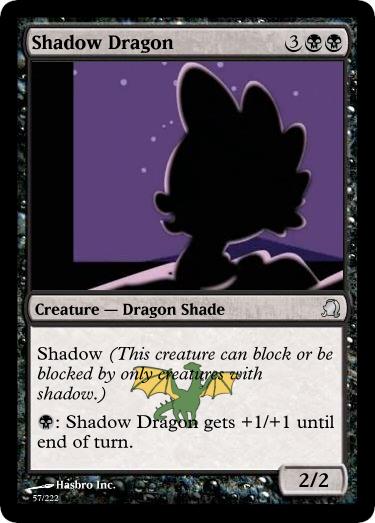 Shadow Dragon 3
Creature — Dragon Shade
Shadow (This creature can block or be
blocked by only creatures with
shadow.)
: Shadow Dragon gets +1/+1 until
end of turn.
2/2
Hasbro Inc.
57/222